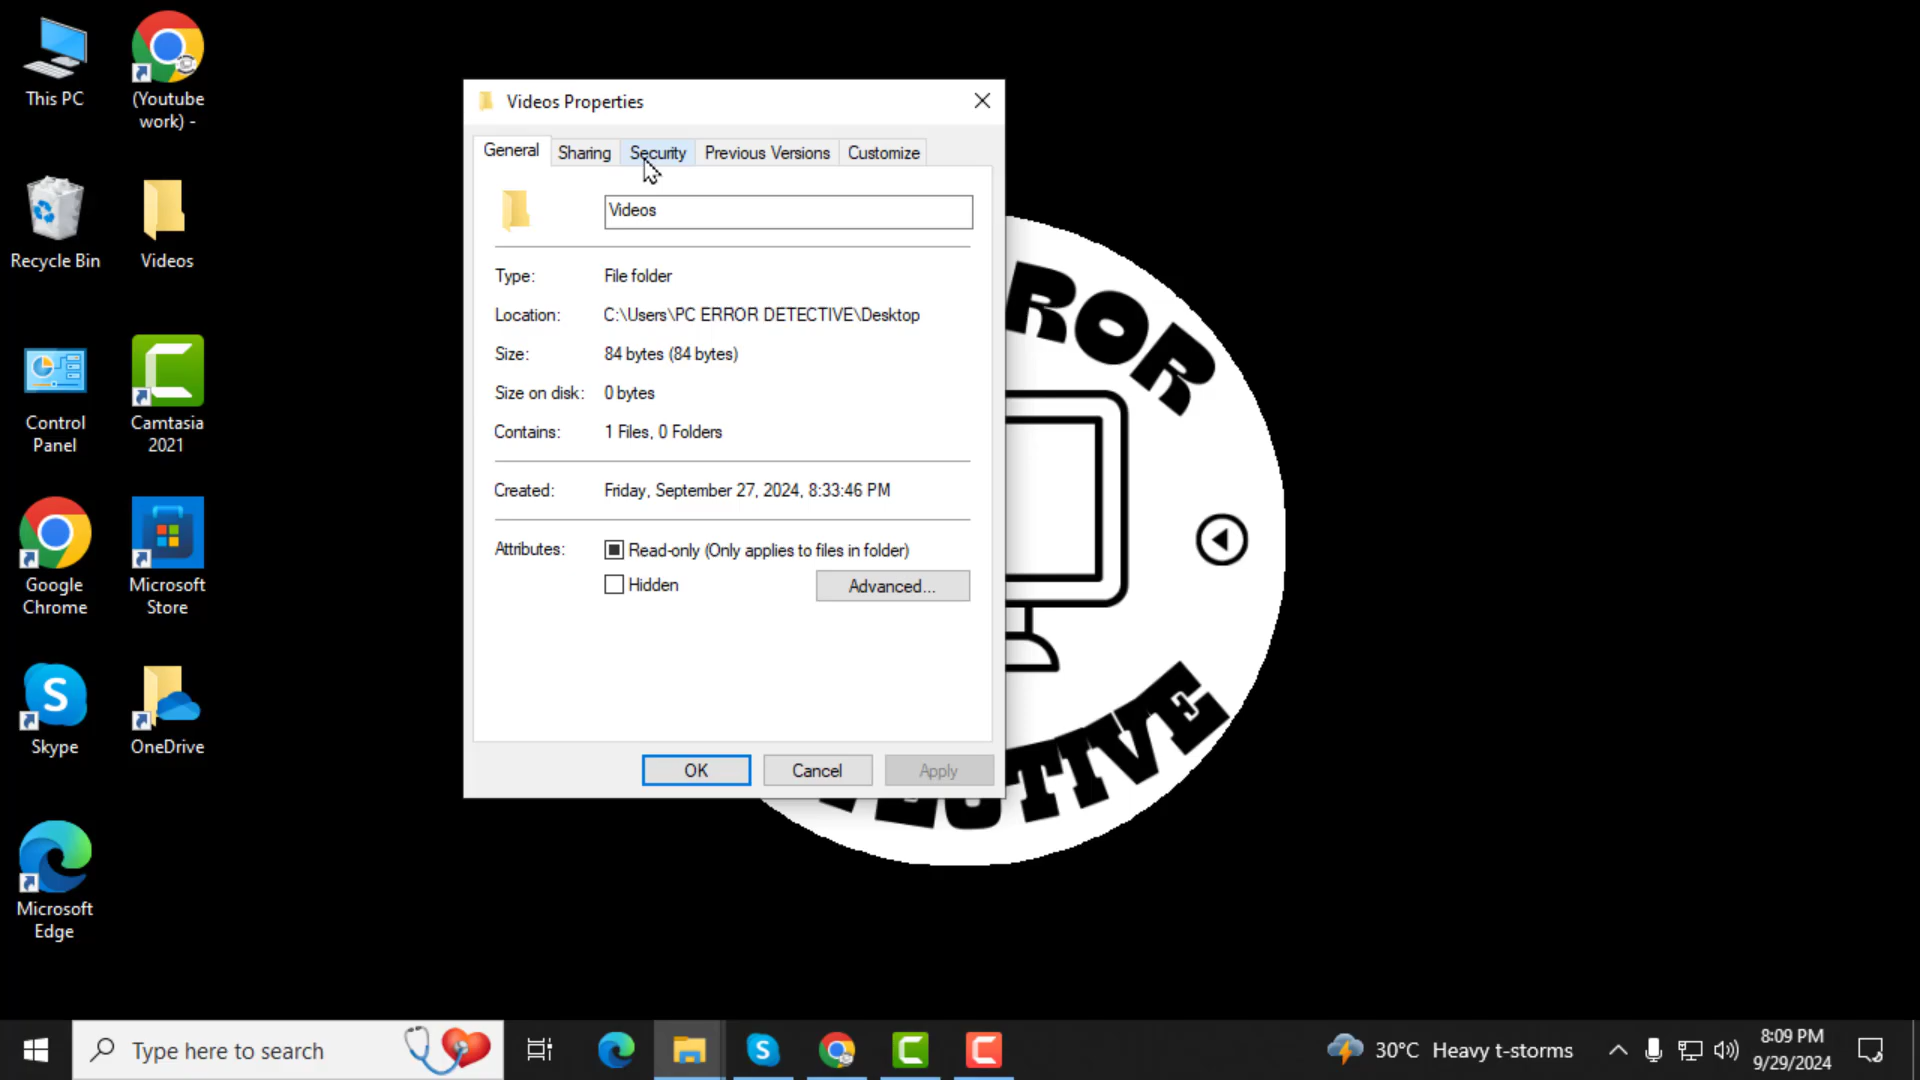 This PC
(Youtube
work) -
Recycle Bin
Videos
Control
Panel
Camtasia
2021
Google
Chrome
Microsoft
Store
Skype
OneDrive
Microsoft
Edge
Videos Properties
General
Sharing
Security
Previous Versions
Customize
Videos
Type:
File folder
Location:
C:\Users\PC ERROR DETECTIVE\Desktop
Size:
84 bytes (84 bytes)
Size on disk:
0 bytes
Contains:
1 Files, 0 Folders
Created:
Friday, September 27, 2024, 8:33:46 PM
Attributes:
Read-only (Only applies to files in folder)
Hidden
Advanced...
OK
Cancel
Apply
ROR
ECTIVE
Type here to search
30°C Heavy t-storms
8:09 PM
9/29/2024